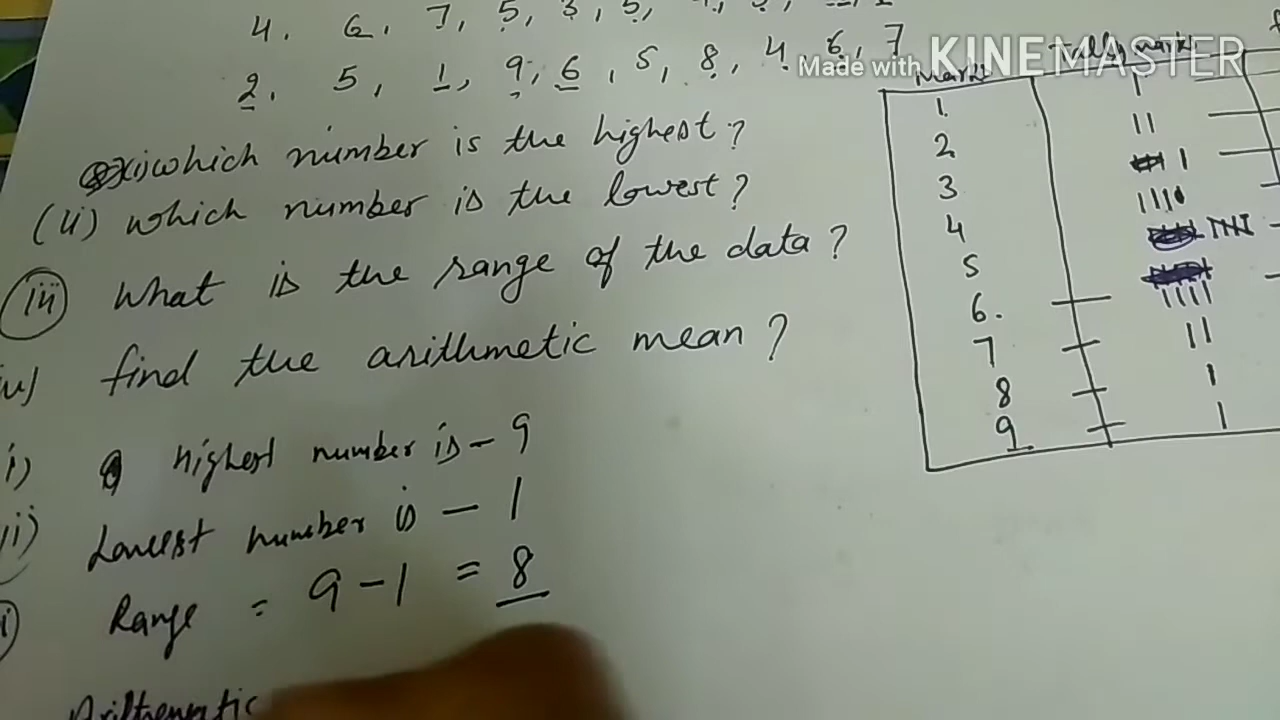 4. 6, 7, 5, 3, 5,
2, 5, 1, 9, 6, 5, 8, 4, 6, 7
Made with KINEMASTER
i) which number is the highest?
(ii) which number is the lowest?
(iii) What is the range of the data?
find the arithmetic mean?
i) highest number is - 9
ii) Lowest number is - 1
Range = 9 - 1 = 8
Arithematic
Marks Tally marks
1. |
2 ||
3 |
4 ||||
5
6. ||||
7 ||
8 |
9 |